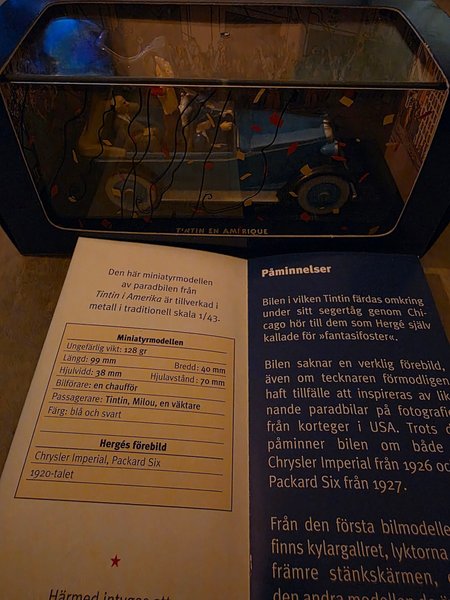 TINTIN EN AMÉRIQUE
Den här miniatyrmodellen
av paradbilen från
Tintin i Amerika är tillverkad i
metall i traditionell skala 1/43.
Miniatyrmodellen
Ungefärlig vikt: 128 gr
Längd: 99 mm Bredd: 40 mm
Hjulvidd: 38 mm Hjulavstånd: 70 mm
Bilförare: en chaufför
Passagerare: Tintin, Milou, en väktare
Färg: blå och svart
Hergés förebild
Chrysler Imperial, Packard Six
1920-talet
Härmed intygas att
Påminnelser
Bilen i vilken Tintin färdas omkring
under sitt segertåg genom Chi-
cago hör till dem som Hergé själv
kallade för »fantasifoster«.
Bilen saknar en verklig förebild,
även om tecknaren förmodligen
haft tillfälle att inspireras av lik-
nande paradbilar på fotografie
från korteger i USA. Trots d
påminner bilen om både
Chrysler Imperial från 1926 oc
Packard Six från 1927.
Från den första bilmodelle
finns kylargallret, lyktorna
främre stänkskärmen,
den andra modellen